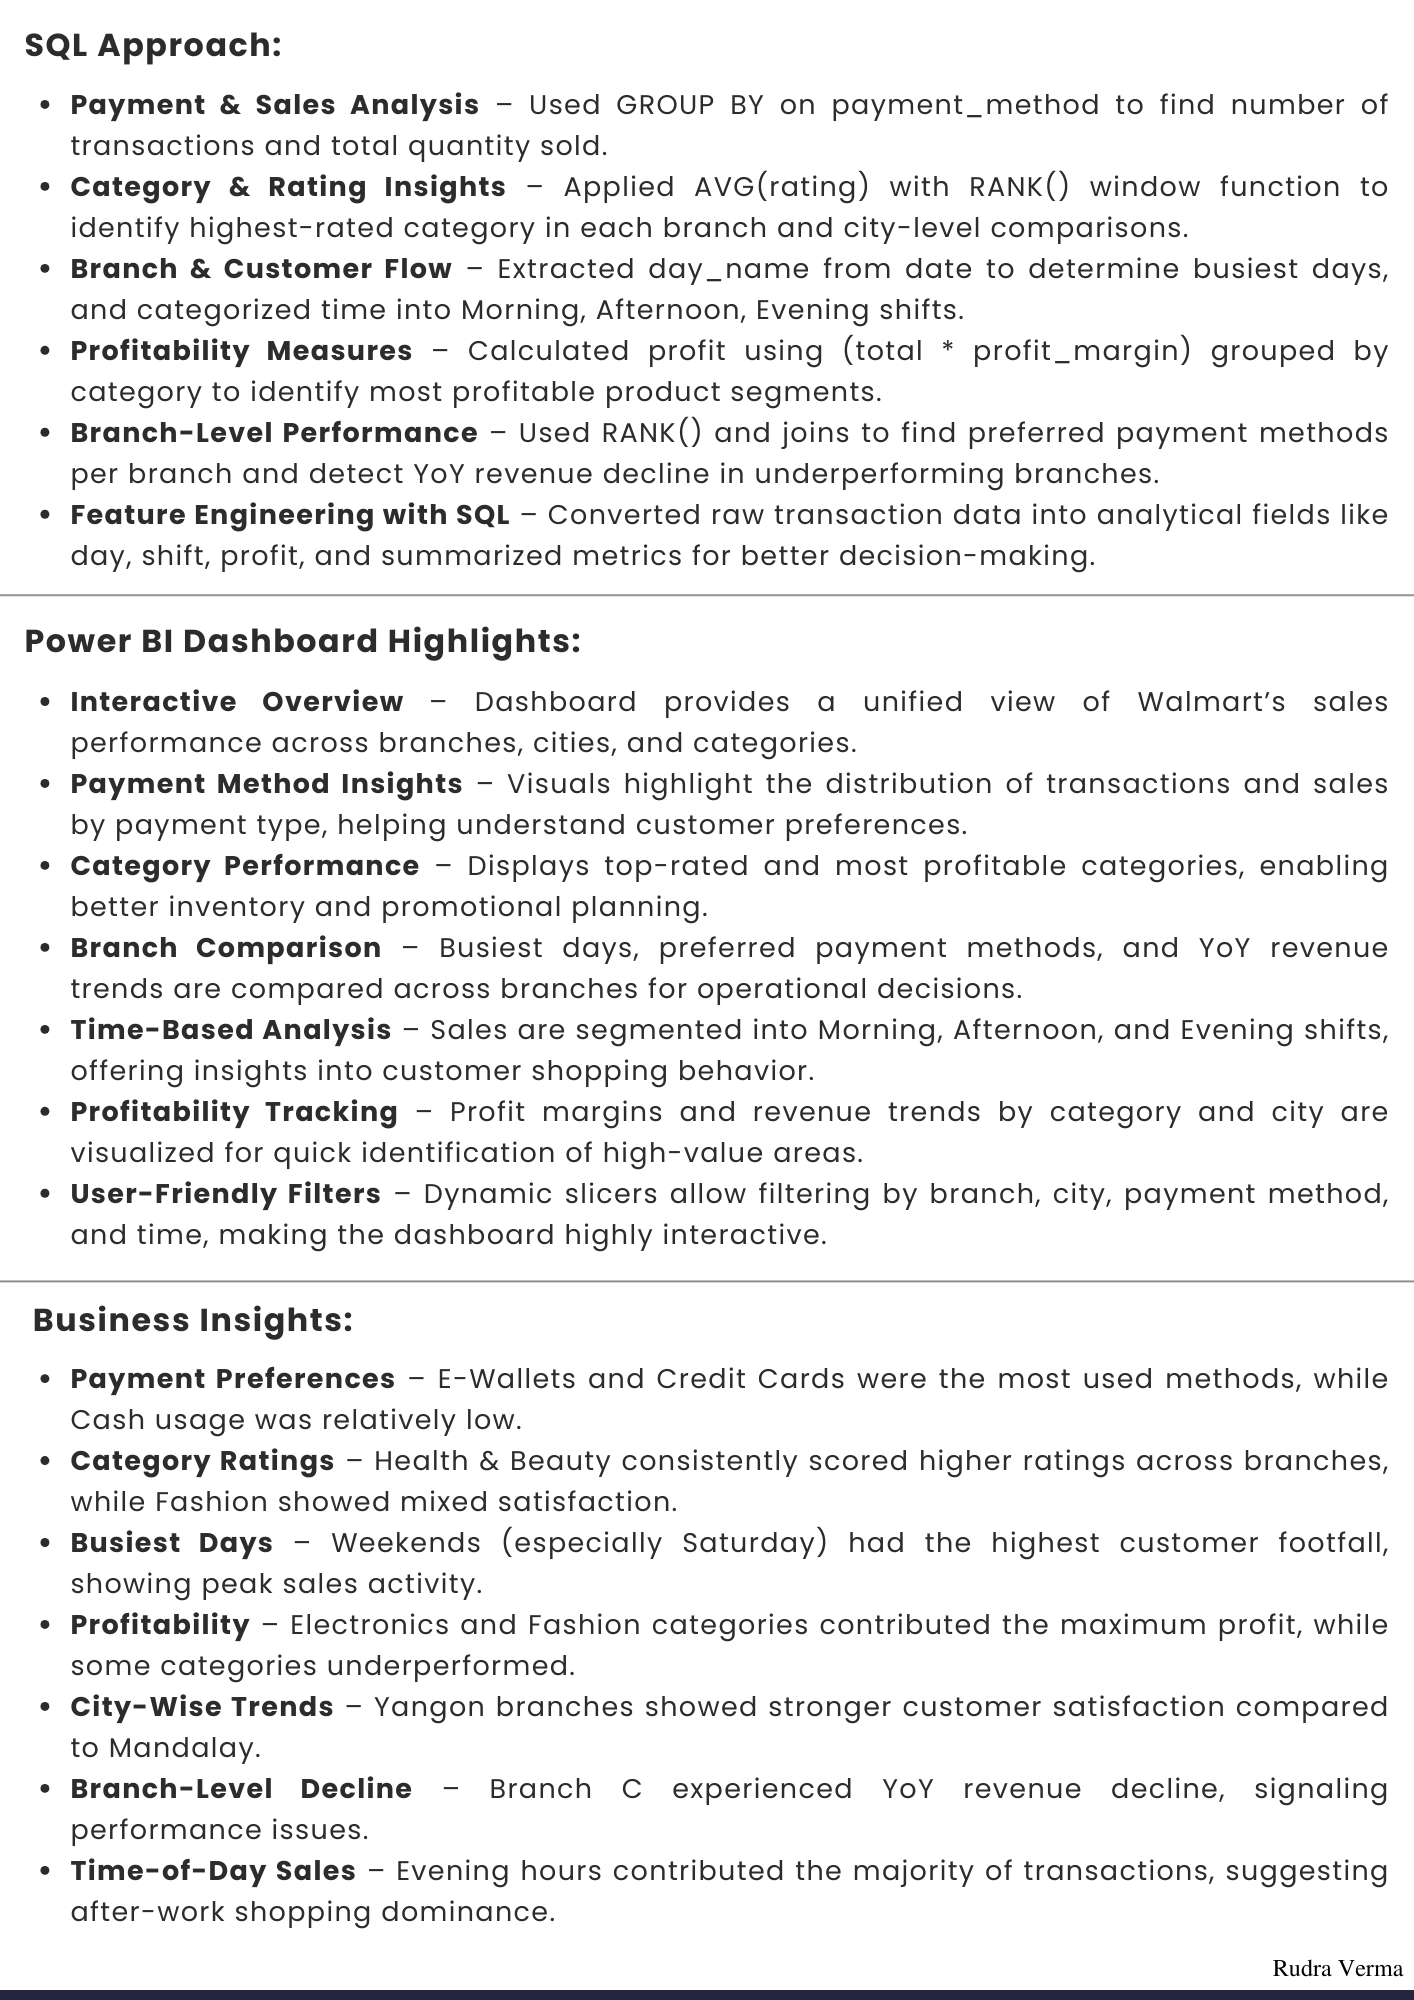 SQL Approach:
• Payment & Sales Analysis – Used GROUP BY on payment_method to find number of
transactions and total quantity sold.
• Category & Rating Insights – Applied AVG(rating) with RANK() window function to
identify highest-rated category in each branch and city-level comparisons.
• Branch & Customer Flow – Extracted day_name from date to determine busiest days,
and categorized time into Morning, Afternoon, Evening shifts.
• Profitability Measures – Calculated profit using (total * profit_margin) grouped by
category to identify most profitable product segments.
• Branch-Level Performance – Used RANK() and joins to find preferred payment methods
per branch and detect YoY revenue decline in underperforming branches.
• Feature Engineering with SQL – Converted raw transaction data into analytical fields like
day, shift, profit, and summarized metrics for better decision-making.
Power BI Dashboard Highlights:
• Interactive Overview – Dashboard provides a unified view of Walmart’s sales
performance across branches, cities, and categories.
• Payment Method Insights – Visuals highlight the distribution of transactions and sales
by payment type, helping understand customer preferences.
• Category Performance – Displays top-rated and most profitable categories, enabling
better inventory and promotional planning.
• Branch Comparison – Busiest days, preferred payment methods, and YoY revenue
trends are compared across branches for operational decisions.
• Time-Based Analysis – Sales are segmented into Morning, Afternoon, and Evening shifts,
offering insights into customer shopping behavior.
• Profitability Tracking – Profit margins and revenue trends by category and city are
visualized for quick identification of high-value areas.
• User-Friendly Filters – Dynamic slicers allow filtering by branch, city, payment method,
and time, making the dashboard highly interactive.
Business Insights:
• Payment Preferences – E-Wallets and Credit Cards were the most used methods, while
Cash usage was relatively low.
• Category Ratings – Health & Beauty consistently scored higher ratings across branches,
while Fashion showed mixed satisfaction.
• Busiest Days – Weekends (especially Saturday) had the highest customer footfall,
showing peak sales activity.
• Profitability – Electronics and Fashion categories contributed the maximum profit, while
some categories underperformed.
• City-Wise Trends – Yangon branches showed stronger customer satisfaction compared
to Mandalay.
• Branch-Level Decline – Branch C experienced YoY revenue decline, signaling
performance issues.
• Time-of-Day Sales – Evening hours contributed the majority of transactions, suggesting
after-work shopping dominance.
Rudra Verma